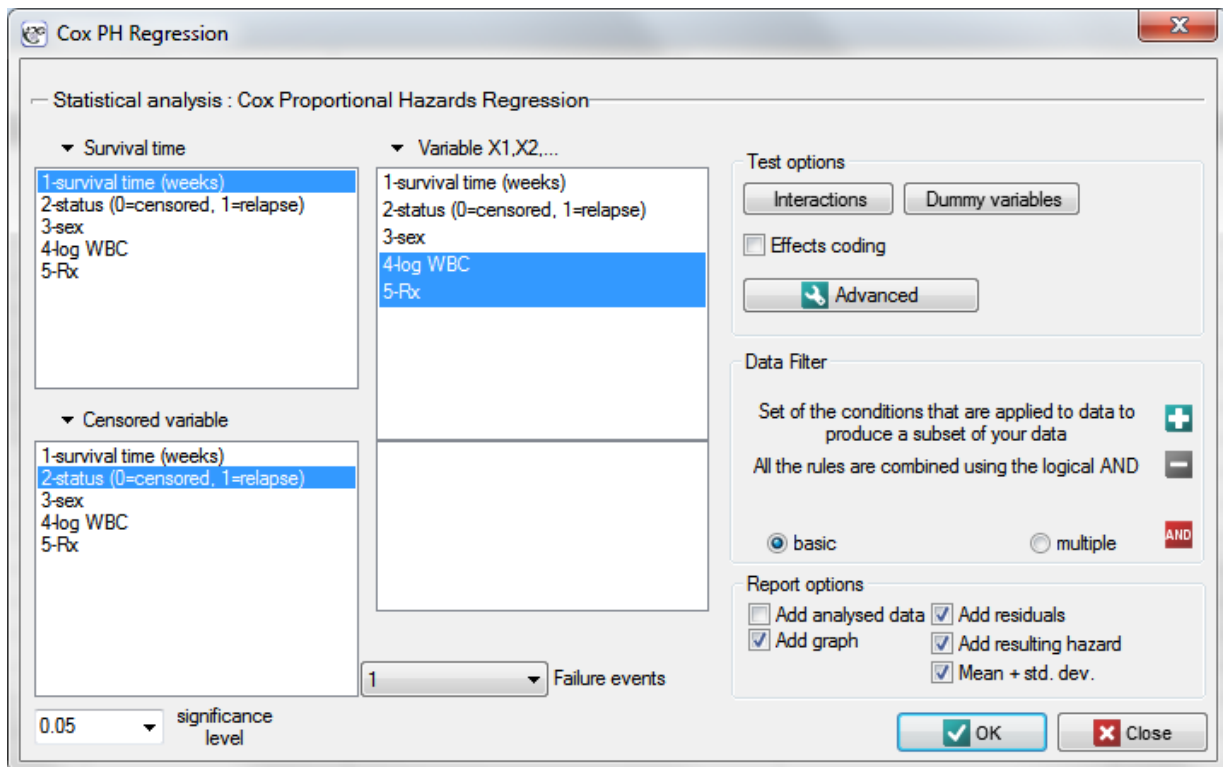 Cox PH Regression
Statistical analysis : Cox Proportional Hazards Regression
Survival time
1-survival time (weeks)
2-status (0=censored, 1=relapse)
3-sex
4-log WBC
5-Rx
Censored variable
1-survival time (weeks)
2-status (0=censored, 1=relapse)
3-sex
4-log WBC
5-Rx
0.05
significance
level
Variable X1,X2,...
1-survival time (weeks)
2-status (0=censored, 1=relapse)
3-sex
4-log WBC
5-Rx
1
Failure events
Test options
Interactions
Dummy variables
Effects coding
Advanced
Data Filter
Set of the conditions that are applied to data to
produce a subset of your data
All the rules are combined using the logical AND
basic
multiple
AND
Report options
Add analysed data
Add residuals
Add graph
Add resulting hazard
Mean + std. dev.
OK
Close